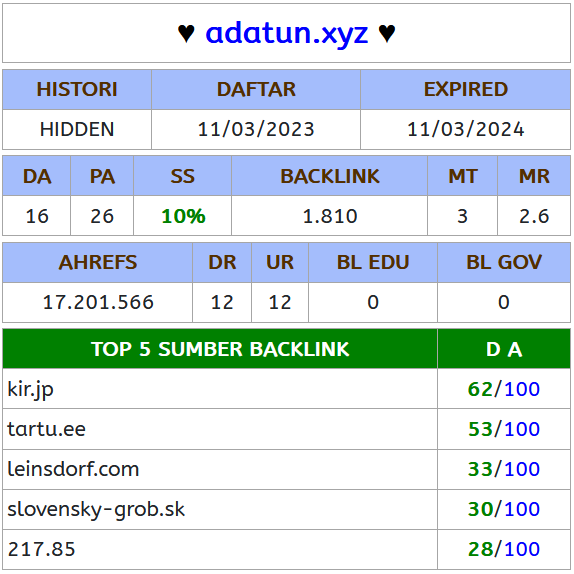 ♥ adatun.xyz ♥
HISTORI DAFTAR EXPIRED
HIDDEN 11/03/2023 11/03/2024
DA PA SS BACKLINK MT MR
16 26 10% 1.810 3 2.6
AHREFS DR UR BL EDU BL GOV
17.201.566 12 12 0 0
TOP 5 SUMBER BACKLINK D A
kir.jp 62/100
tartu.ee 53/100
leinsdorf.com 33/100
slovensky-grob.sk 30/100
217.85 28/100